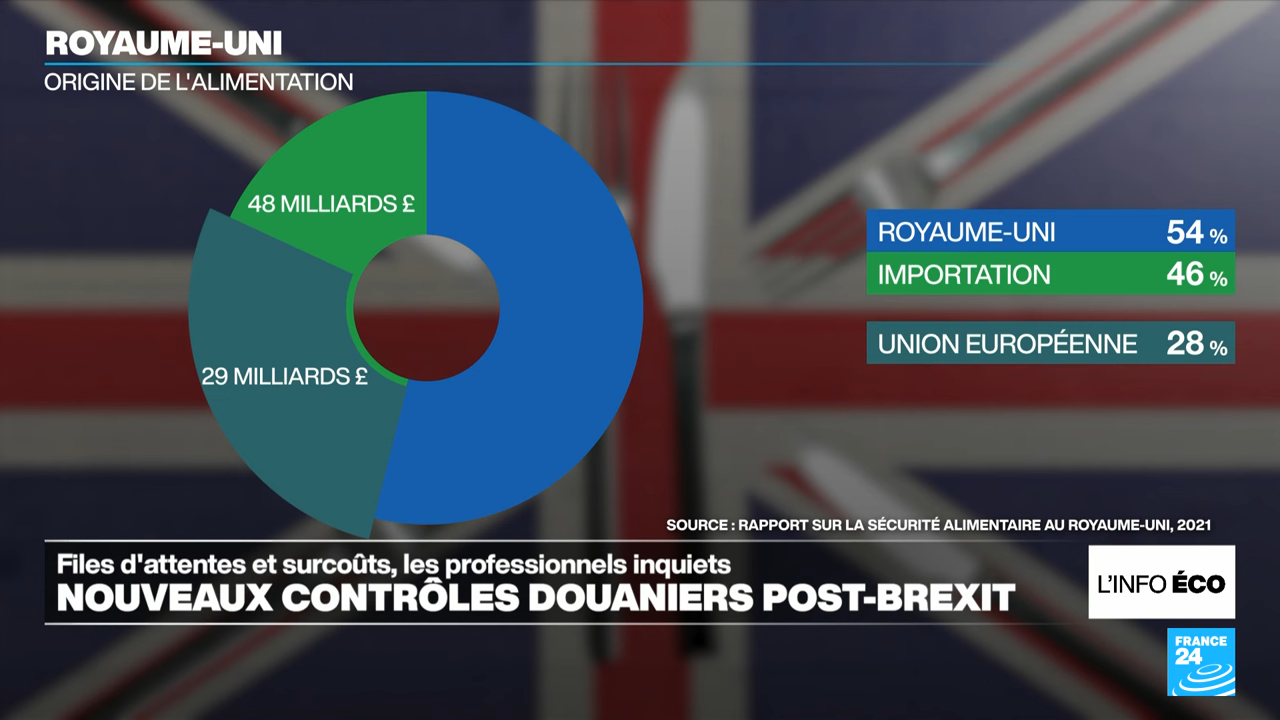 ROYAUME-UNI
ORIGINE DE L'ALIMENTATION
48 MILLIARDS £
29 MILLIARDS £
ROYAUME-UNI 54 %
IMPORTATION 46 %
UNION EUROPÉENNE 28 %
SOURCE : RAPPORT SUR LA SÉCURITÉ ALIMENTAIRE AU ROYAUME-UNI, 2021
Files d'attentes et surcoûts, les professionnels inquiets
NOUVEAUX CONTRÔLES DOUANIERS POST-BREXIT
L'INFO ÉCO
FRANCE
24